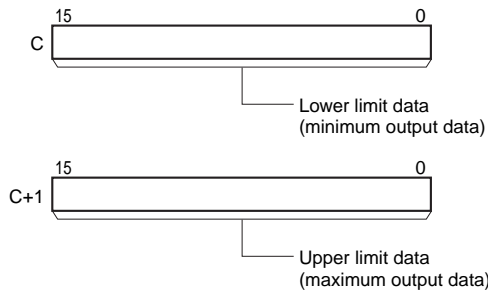 15 0
C
Lower limit data
(minimum output data)
15 0
C+1
Upper limit data
(maximum output data)